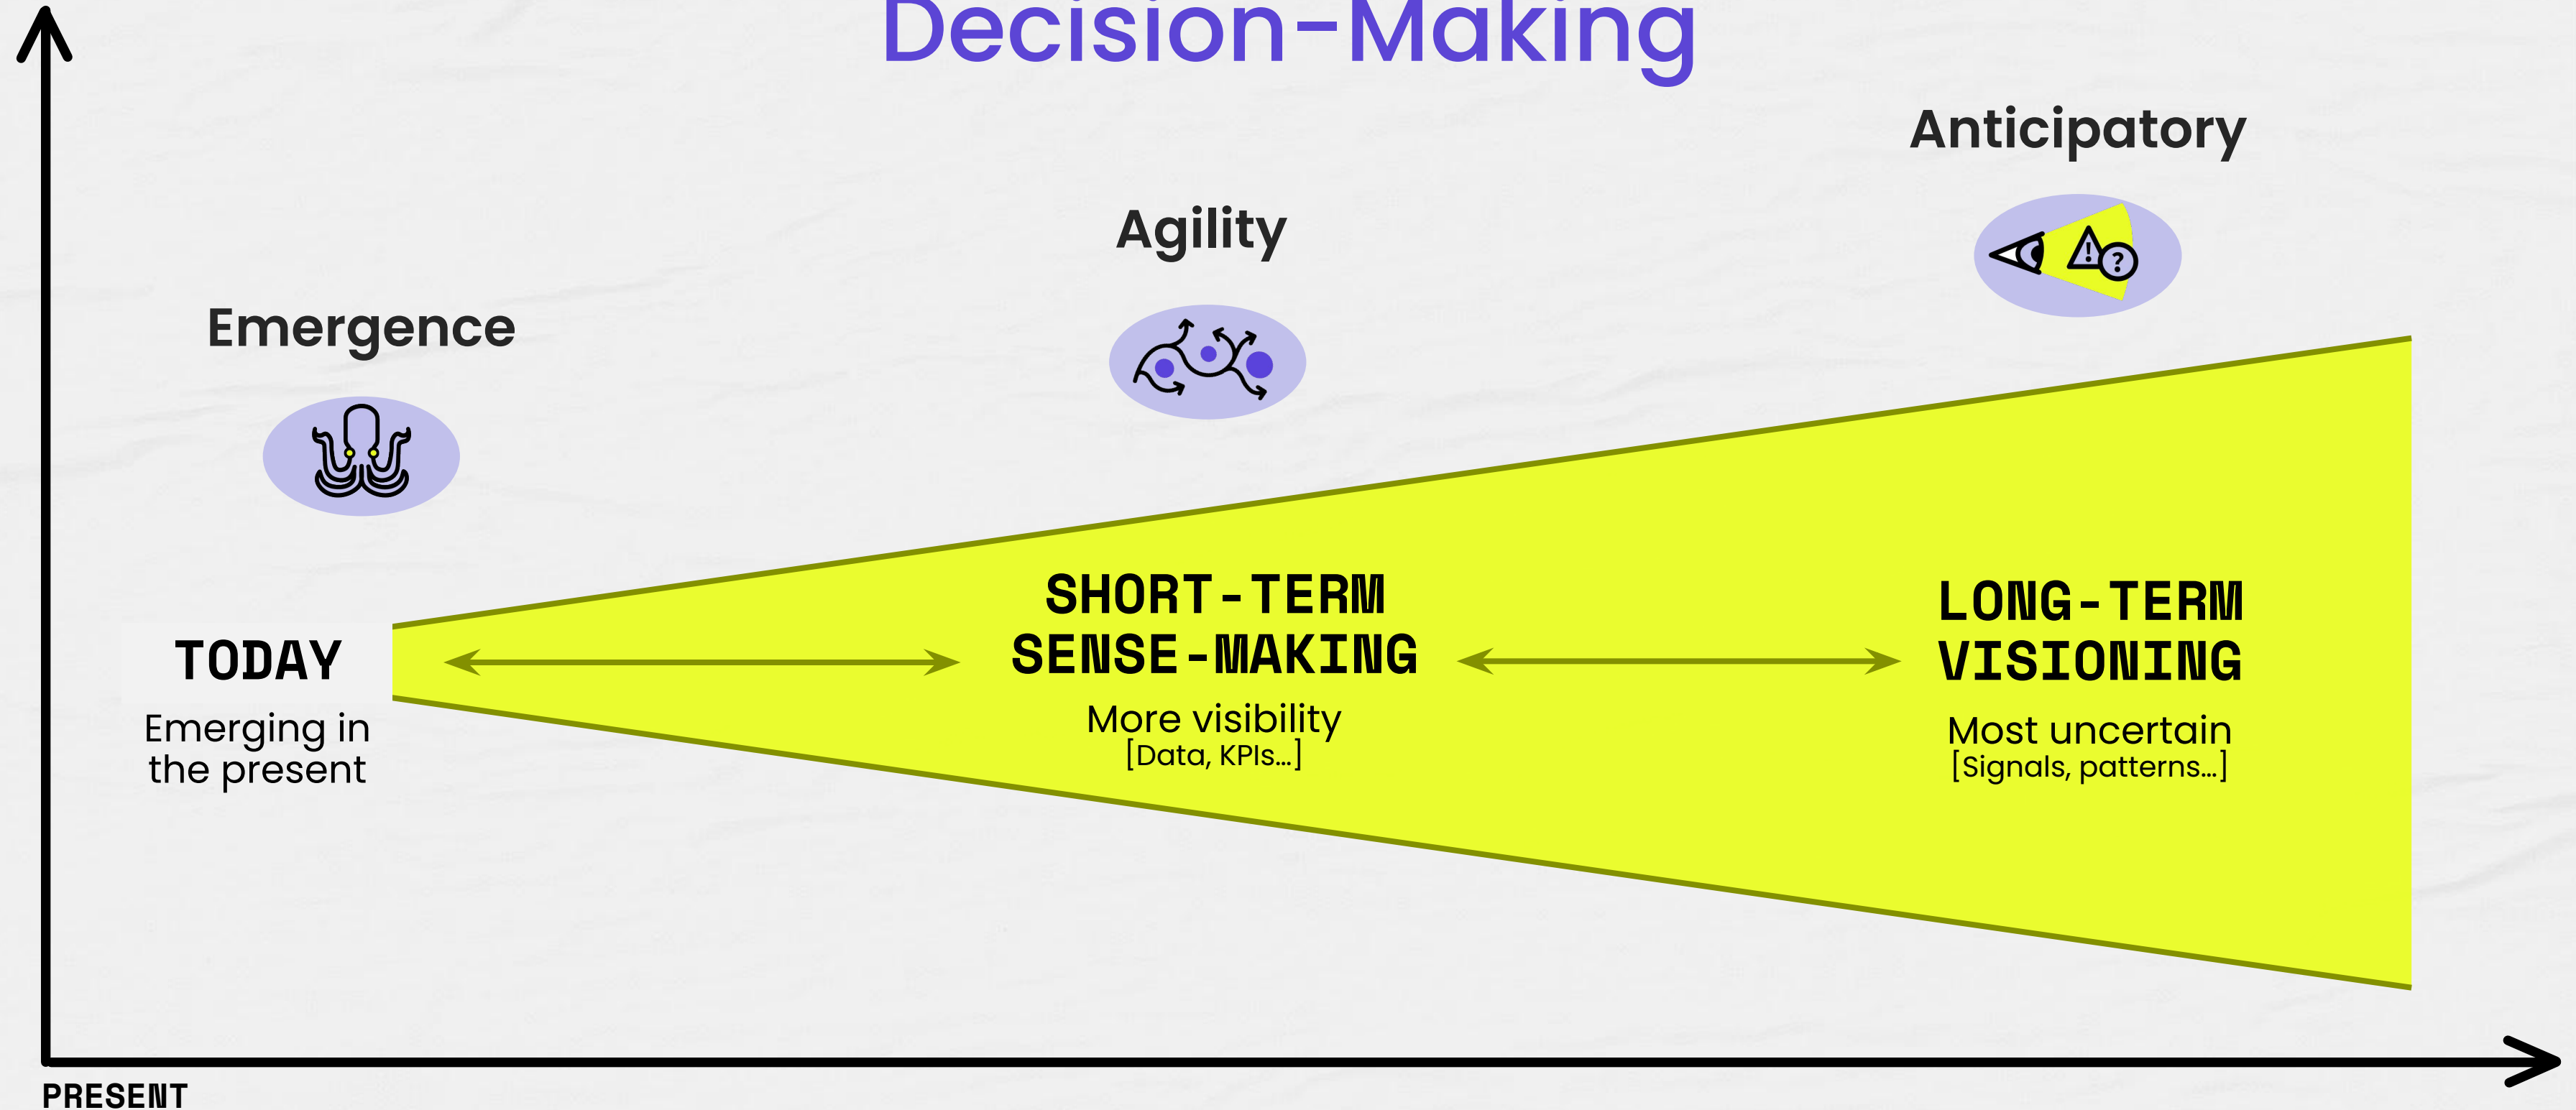 Decision-Making
Anticipatory
Agility
Emergence
!
?
TODAY
Emerging in
the present
SHORT-TERM
SENSE-MAKING
More visibility
[Data, KPIs...]
LONG-TERM
VISIONING
Most uncertain
[Signals, patterns...]
PRESENT